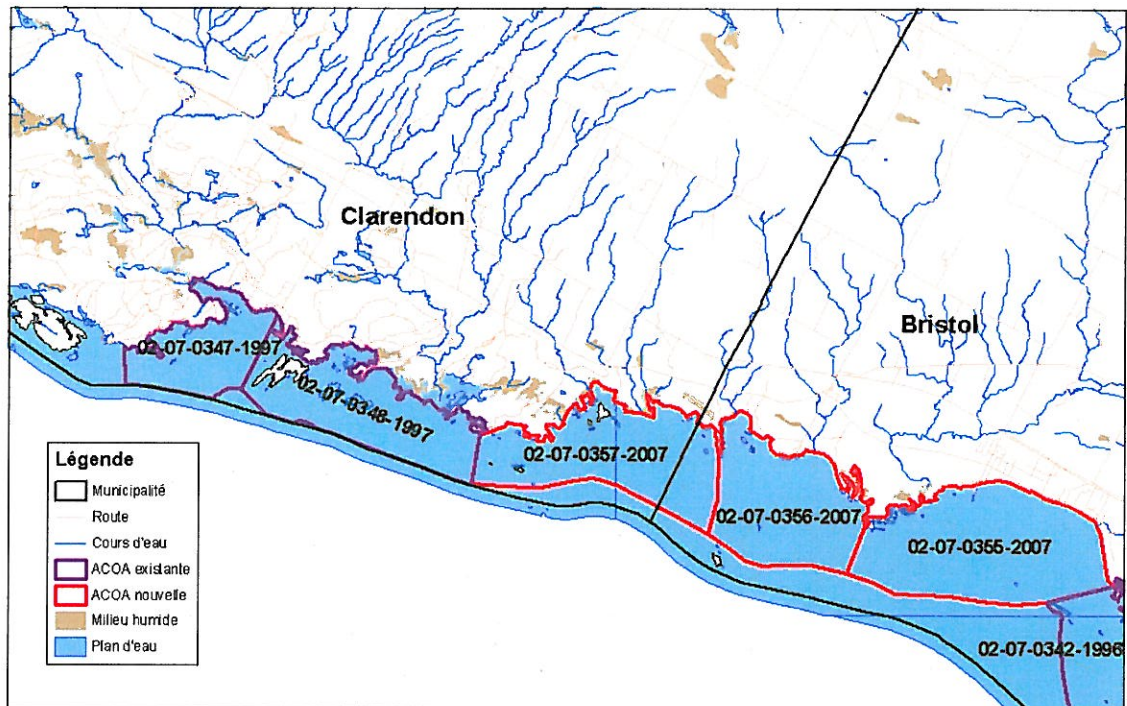 Clarendon
Bristol
02-07-0347-1997
02-07-0348-1997
02-07-0357-2007
02-07-0356-2007
02-07-0355-2007
02-07-0342-1996
Légende
Municipalité
Route
Cours d'eau
ACOA existante
ACOA nouvelle
Milieu humide
Plan d'eau